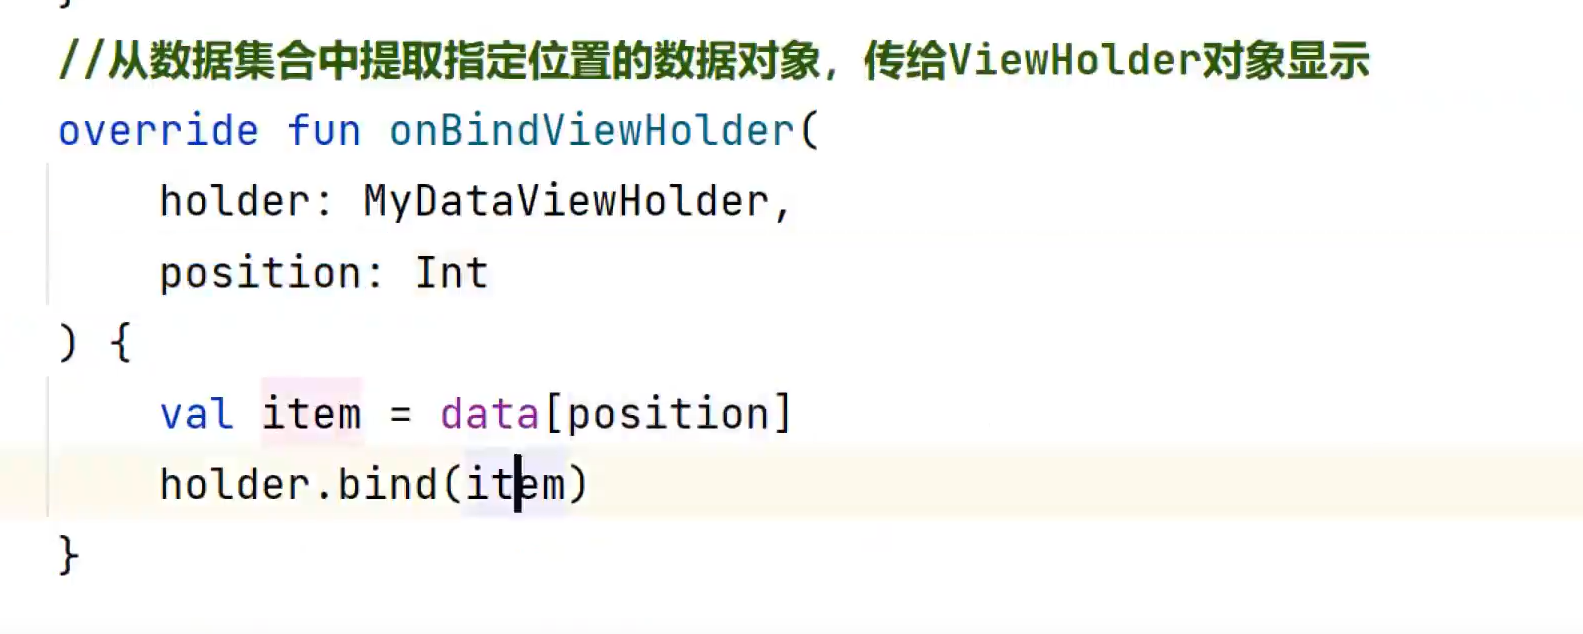 //从数据集合中提取指定位置的数据对象，传给ViewHolder对象显示
override fun onBindViewHolder(
    holder: MyDataViewHolder,
    position: Int
) {
    val item = data[position]
    holder.bind(item)
}